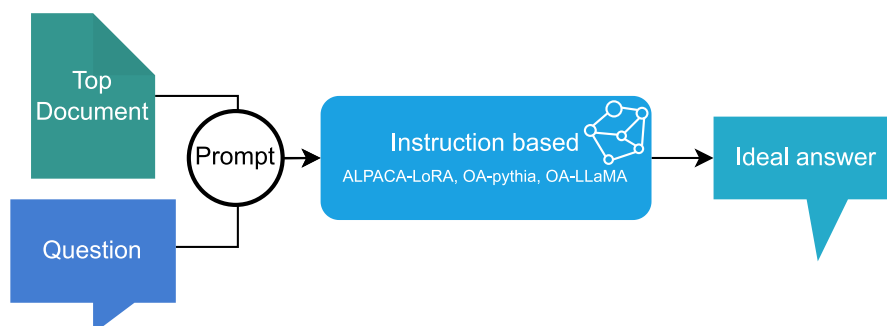 Top
Document
Prompt
Question
Instruction based
ALPACA-LoRA, OA-pythia, OA-LLaMA
Ideal answer